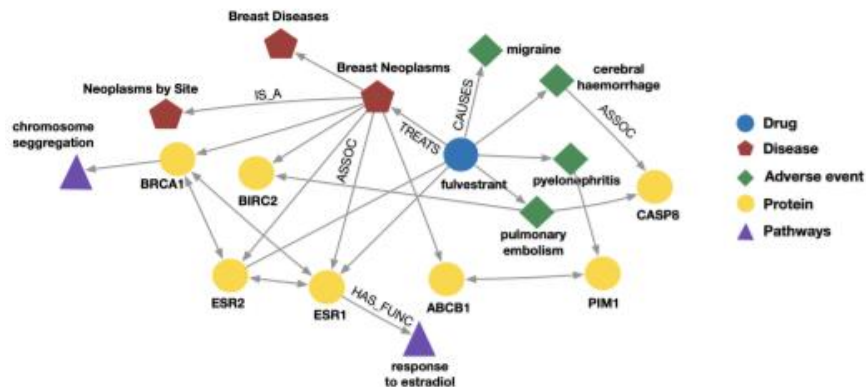 Breast Diseases
migraine
Breast Neoplasms
cerebral
haemorrhage
Neoplasms by Site
IS_A
CAUSES
ASSOC
chromosome
seggregation
TREATS
Drug
Disease
ASSOC
BRCA1
BIRC2
fulvestrant
pyelonephritis
Adverse event
CASP8
Protein
pulmonary
embolism
Pathways
ESR2
ESR1
HAS_FUNC
ABCB1
PIM1
response
to estradiol